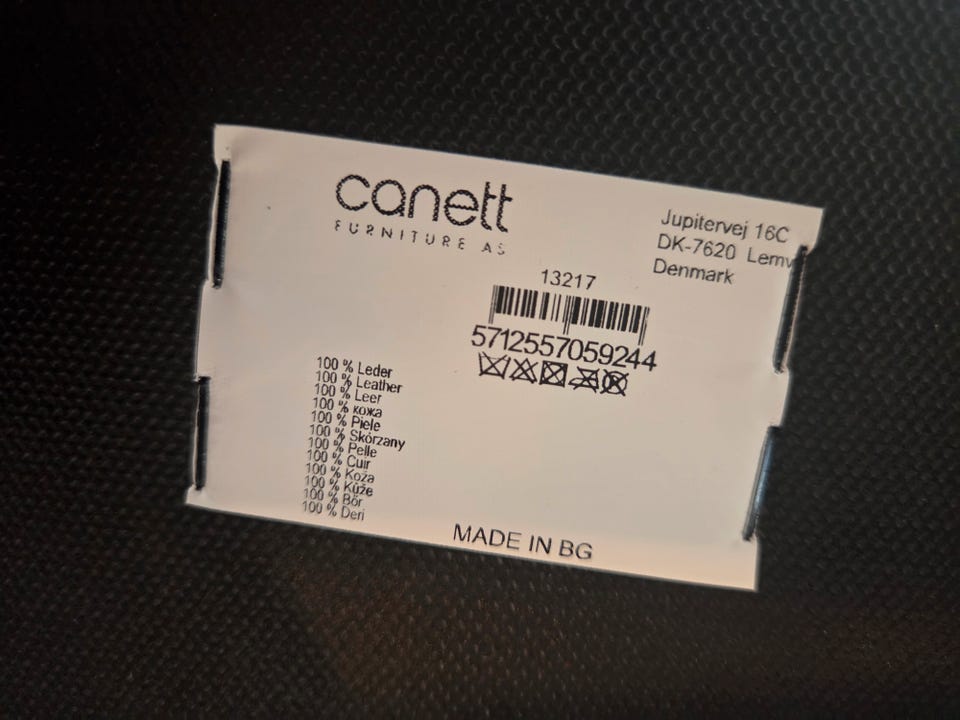 canett
FURNITURE AS
Jupitervej 16C
DK-7620 Lemv
Denmark
13217
5712557059244
100 % Leder
100 % Leather
100 % Leer
100 % кожа
100 % Piele
100 % Skórzany
100 % Pelle
100 % Cuir
100 % Koža
100 % Kůže
100 % Bőr
100 % Deri
MADE IN BG